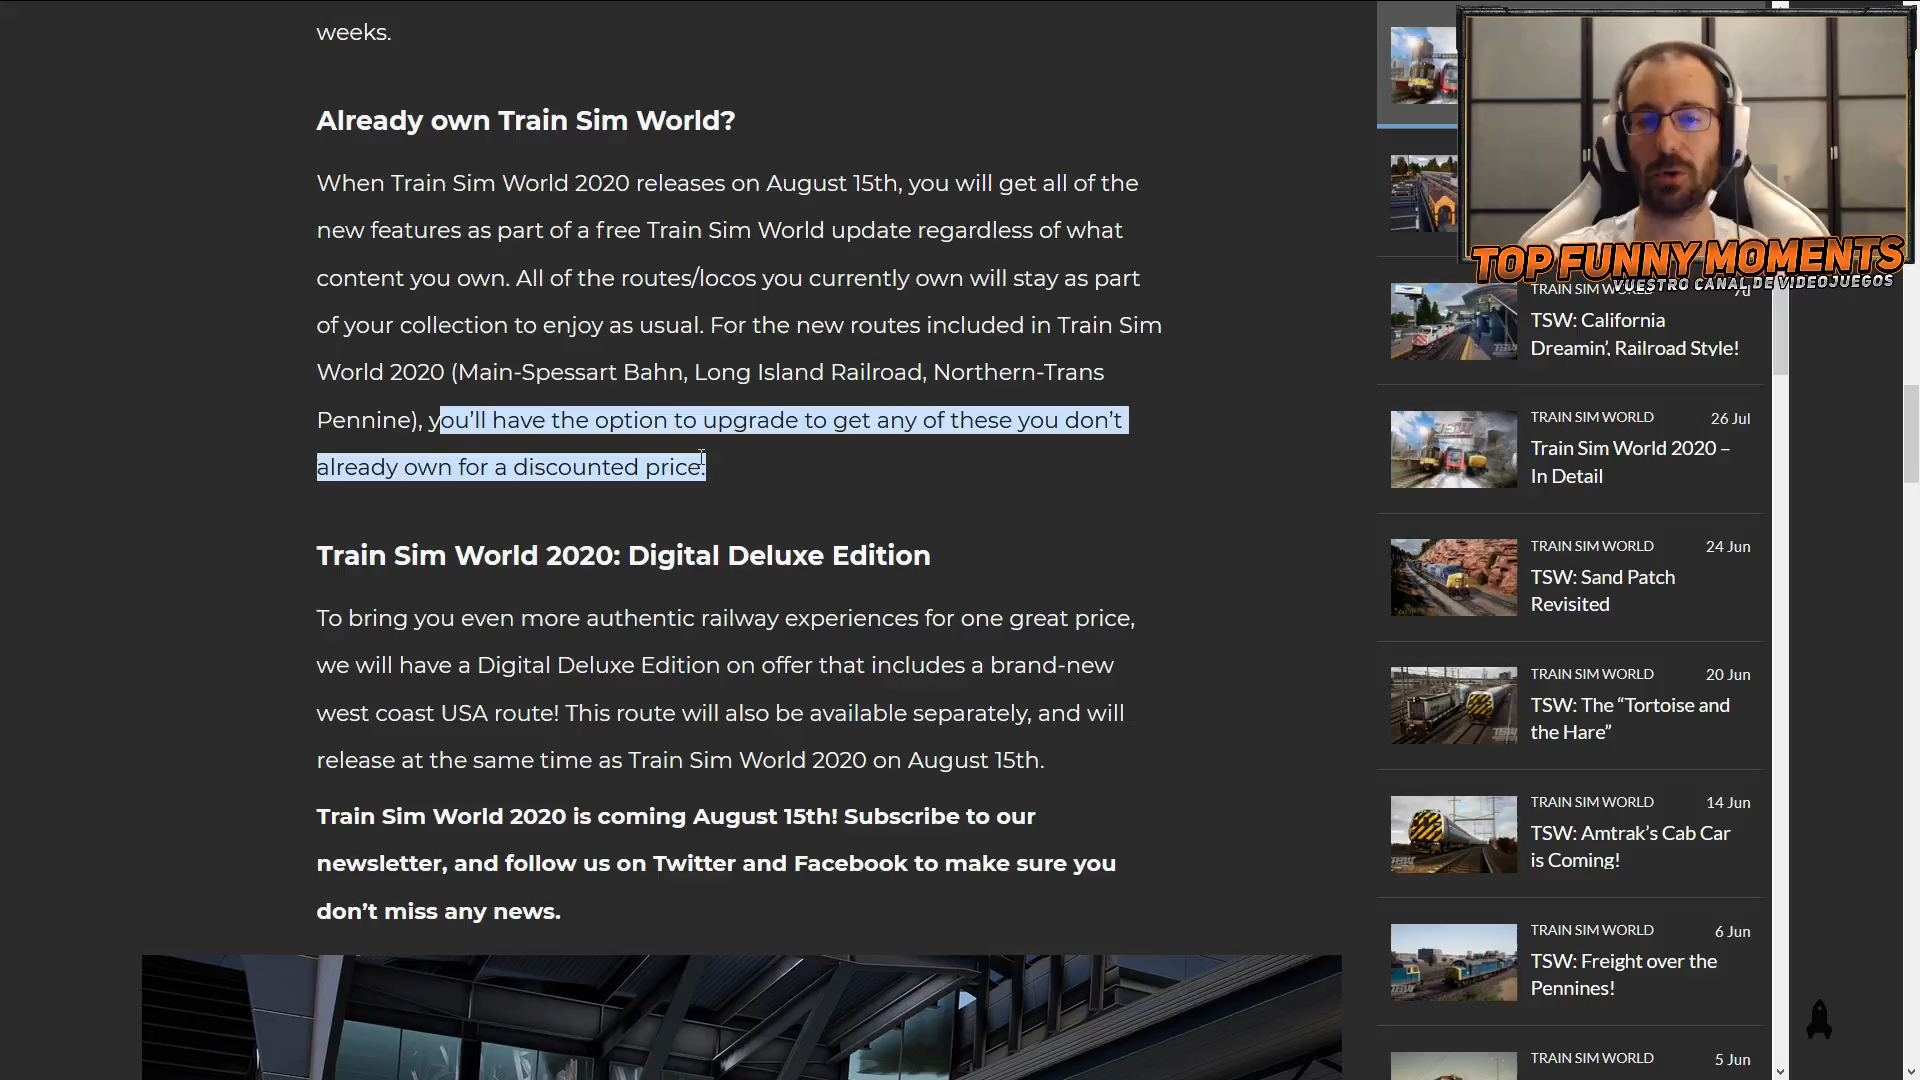 weeks.
Already own Train Sim World?
When Train Sim World 2020 releases on August 15th, you will get all of the
new features as part of a free Train Sim World update regardless of what
content you own. All of the routes/locos you currently own will stay as part
of your collection to enjoy as usual. For the new routes included in Train Sim
World 2020 (Main-Spessart Bahn, Long Island Railroad, Northern-Trans
Pennine), you’ll have the option to upgrade to get any of these you don’t
already own for a discounted price.
Train Sim World 2020: Digital Deluxe Edition
To bring you even more authentic railway experiences for one great price,
we will have a Digital Deluxe Edition on offer that includes a brand-new
west coast USA route! This route will also be available separately, and will
release at the same time as Train Sim World 2020 on August 15th.
Train Sim World 2020 is coming August 15th! Subscribe to our
newsletter, and follow us on Twitter and Facebook to make sure you
don’t miss any news.
TOP FUNNY MOMENTS
VUESTRO CANAL DE VIDEOJUEGOS
TRAIN SIM
TSW: California
Dreamin’, Railroad Style!
TRAIN SIM WORLD 26 Jul
Train Sim World 2020 –
In Detail
TRAIN SIM WORLD 24 Jun
TSW: Sand Patch
Revisited
TRAIN SIM WORLD 20 Jun
TSW: The “Tortoise and
the Hare”
TRAIN SIM WORLD 14 Jun
TSW: Amtrak’s Cab Car
is Coming!
TRAIN SIM WORLD 6 Jun
TSW: Freight over the
Pennines!
TRAIN SIM WORLD 5 Jun